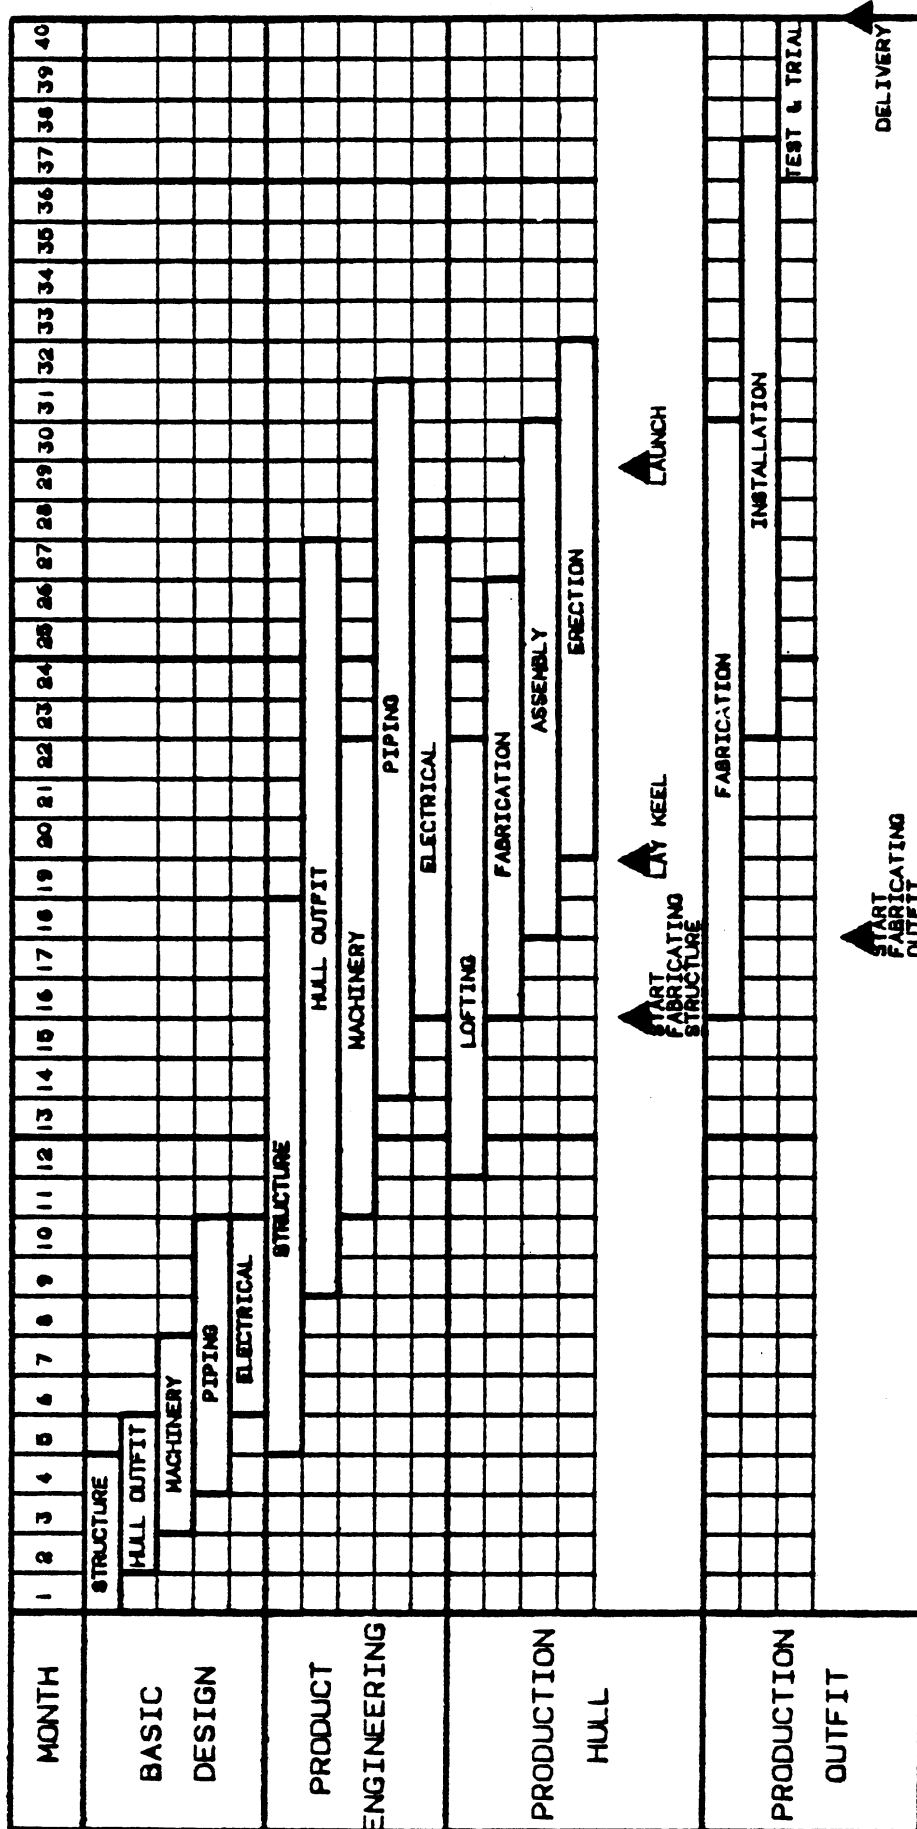 MONTH 1 2 3 4 5 6 7 8 9 10 11 12 13 14 15 16 17 18 19 20 21 22 23 24 25 26 27 28 29 30 31 32 33 34 35 36 37 38 39 40
BASIC
DESIGN
STRUCTURE
HULL OUTFIT
MACHINERY
PIPING
ELECTRICAL
PRODUCT
ENGINEERING
STRUCTURE
HULL OUTFIT
MACHINERY
PIPING
ELECTRICAL
PRODUCTION
HULL
LOFTING
FABRICATION
ASSEMBLY
ERECTION
START
FABRICATING
STRUCTURE
LAY KEEL
LAUNCH
PRODUCTION
OUTFIT
FABRICATION
INSTALLATION
TEST & TRIAL
START
FABRICATING
OUTFIT
DELIVERY